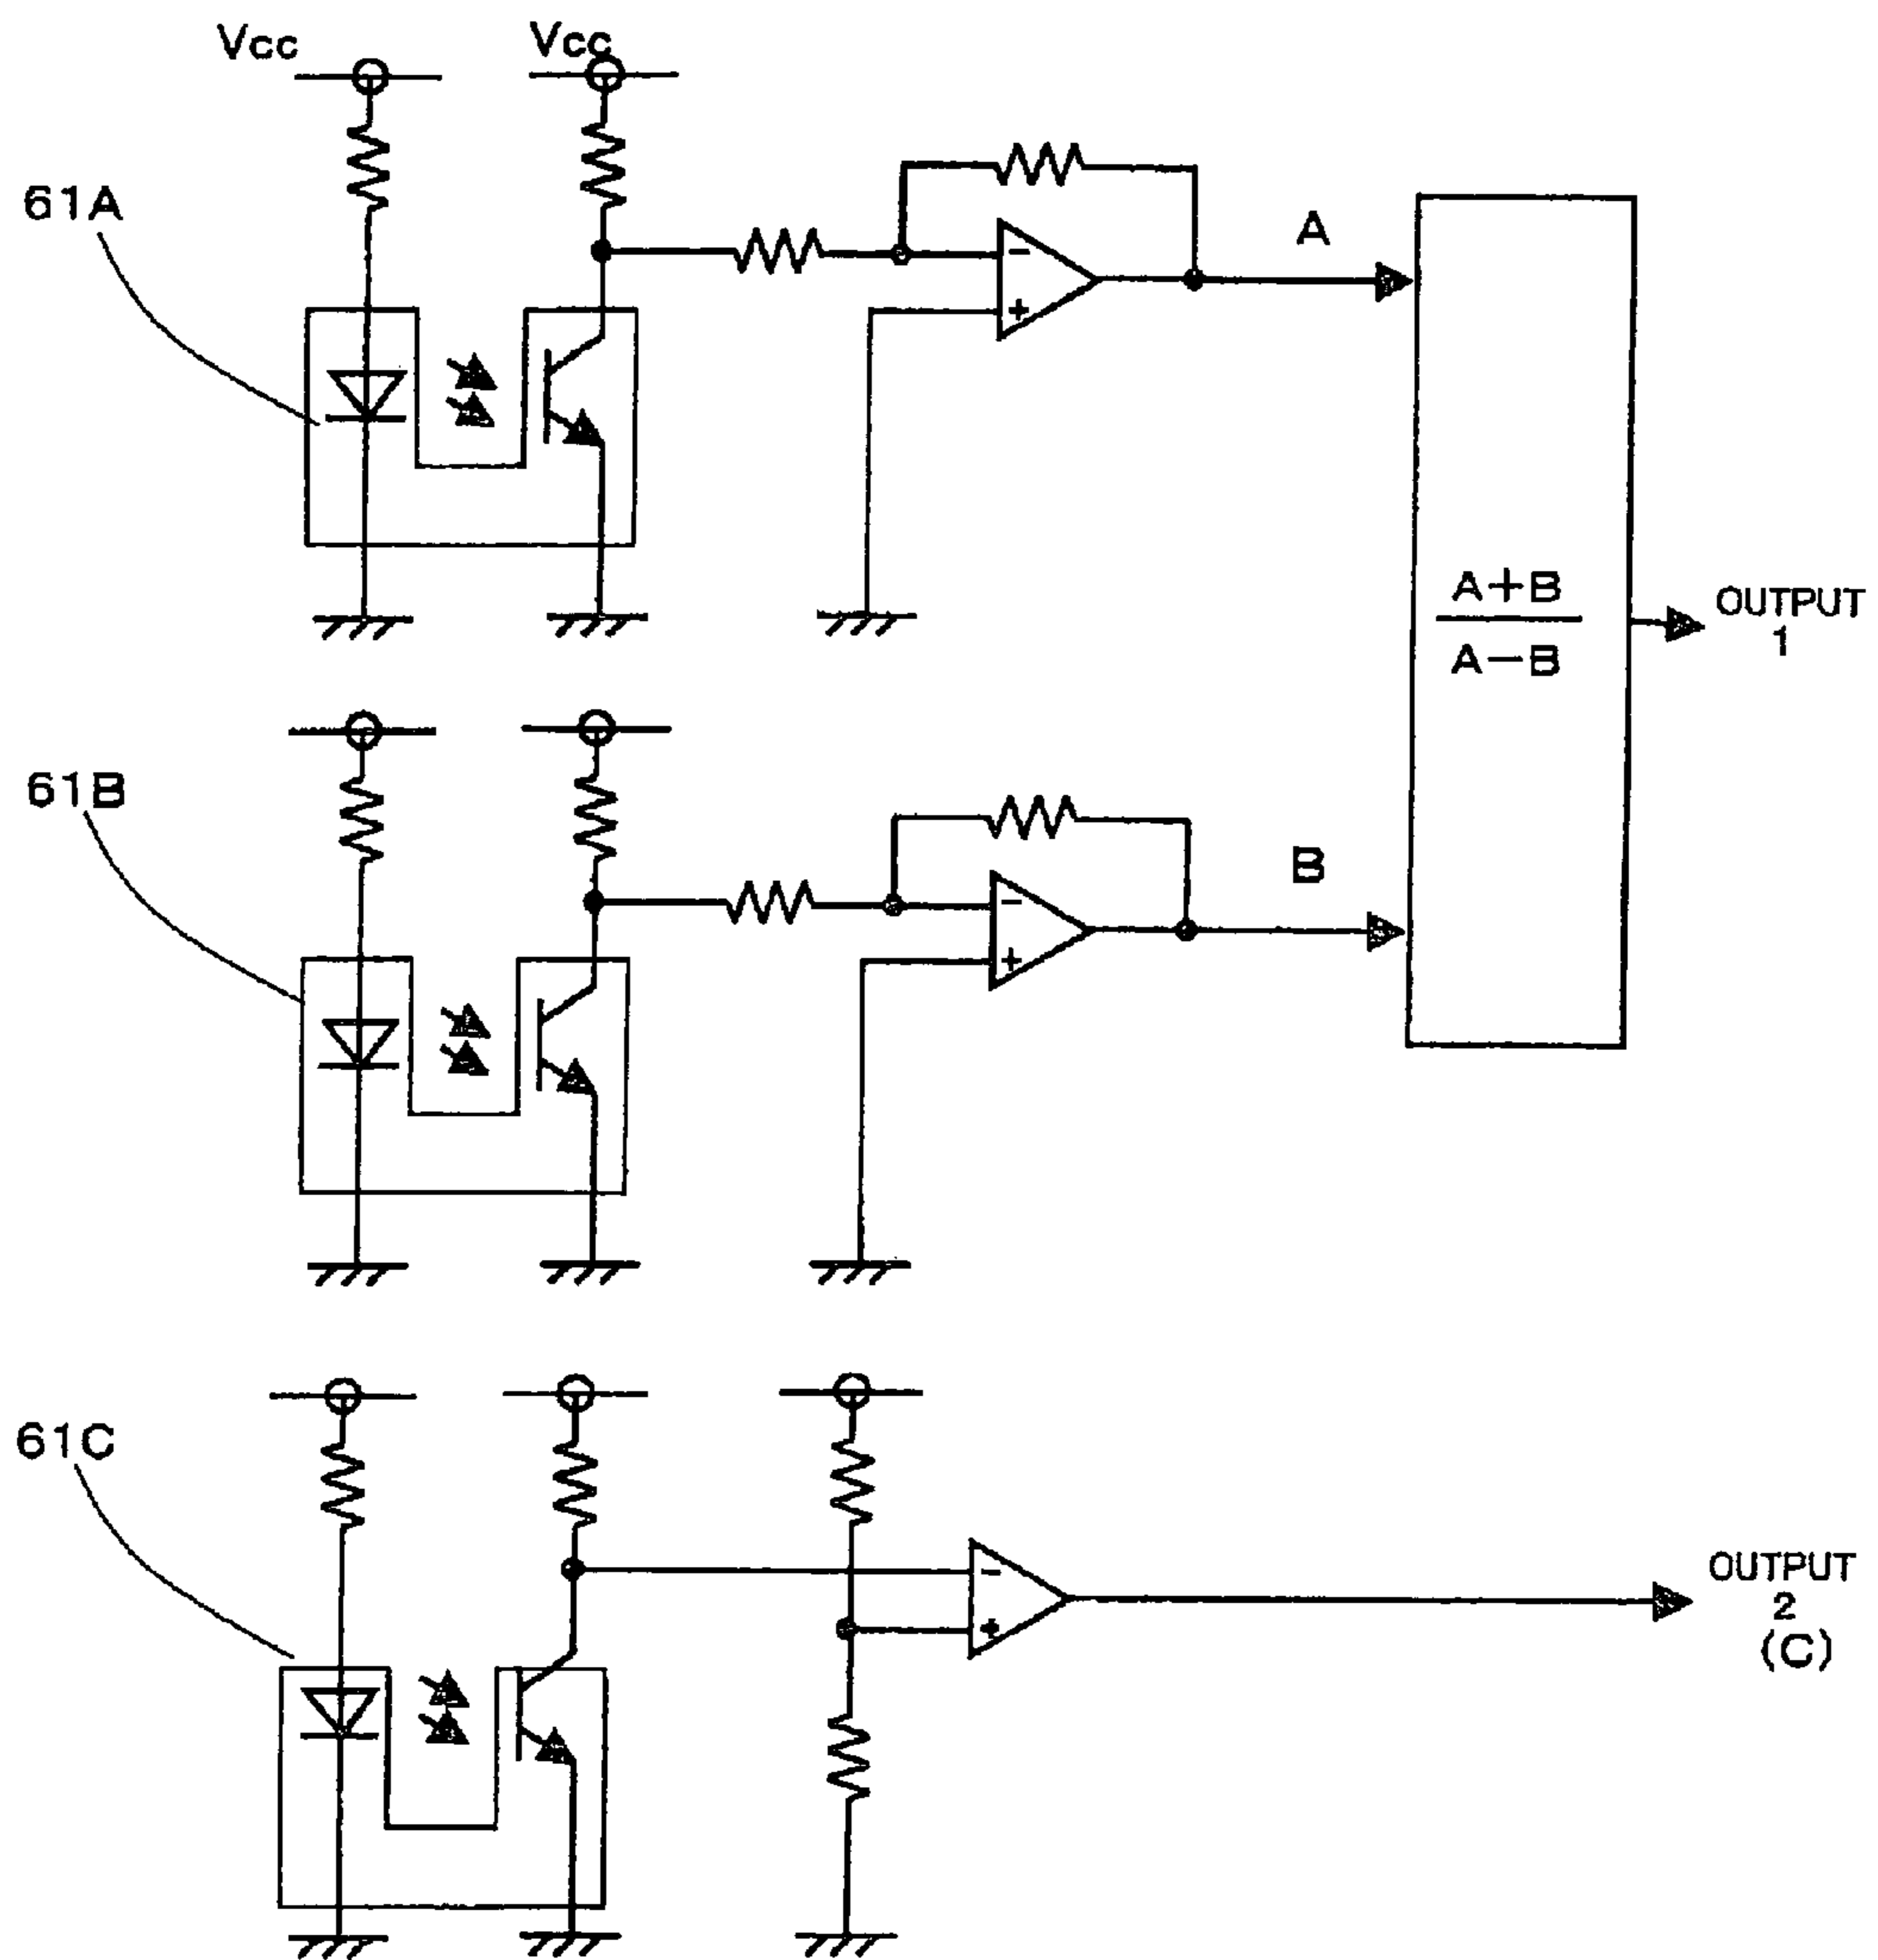 Vcc
Vcc
61A
-
+
A
A+B
A-B
OUTPUT
1
61B
-
+
B
61C
-
+
OUTPUT
2
(C)